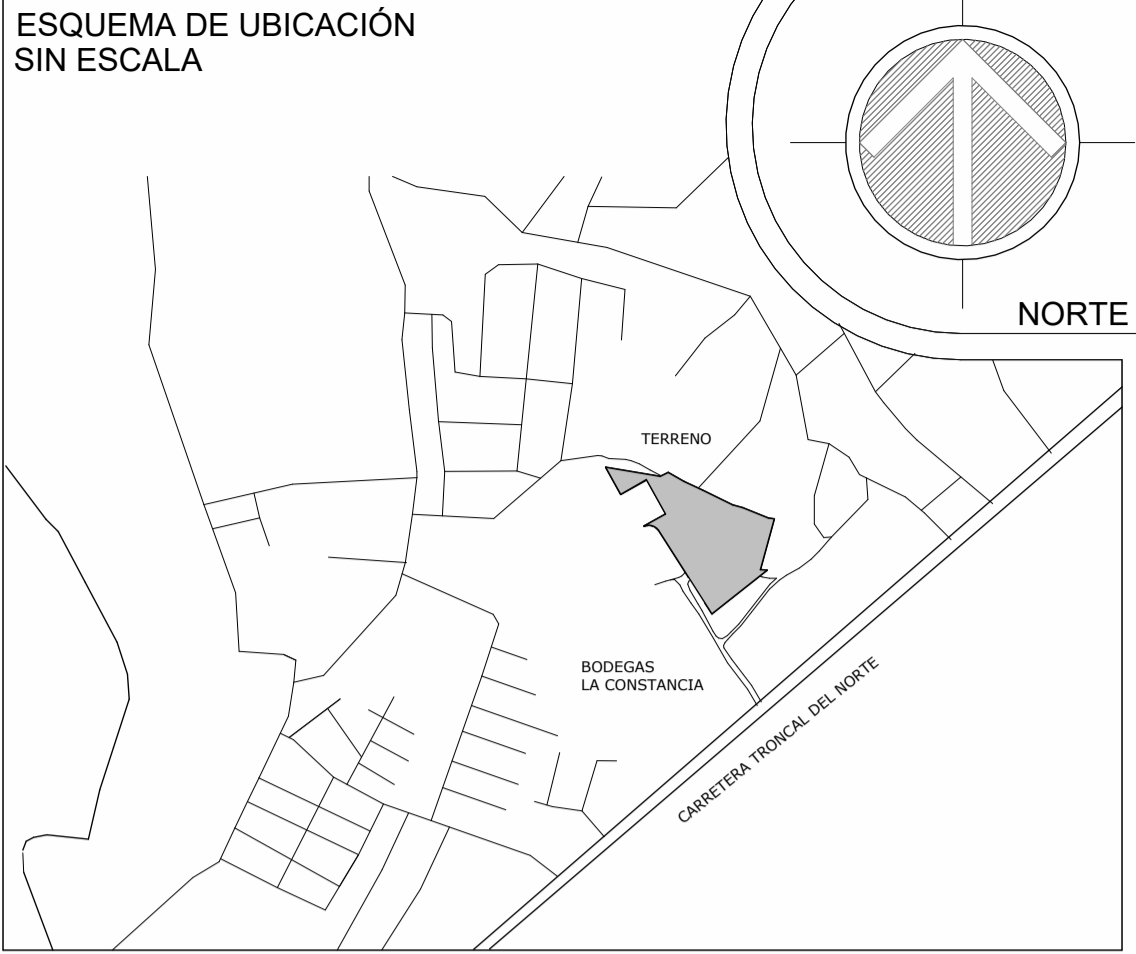 ESQUEMA DE UBICACIÓN
SIN ESCALA
NORTE
TERRENO
BODEGAS
LA CONSTANCIA
CARRETERA TRONCAL DEL NORTE